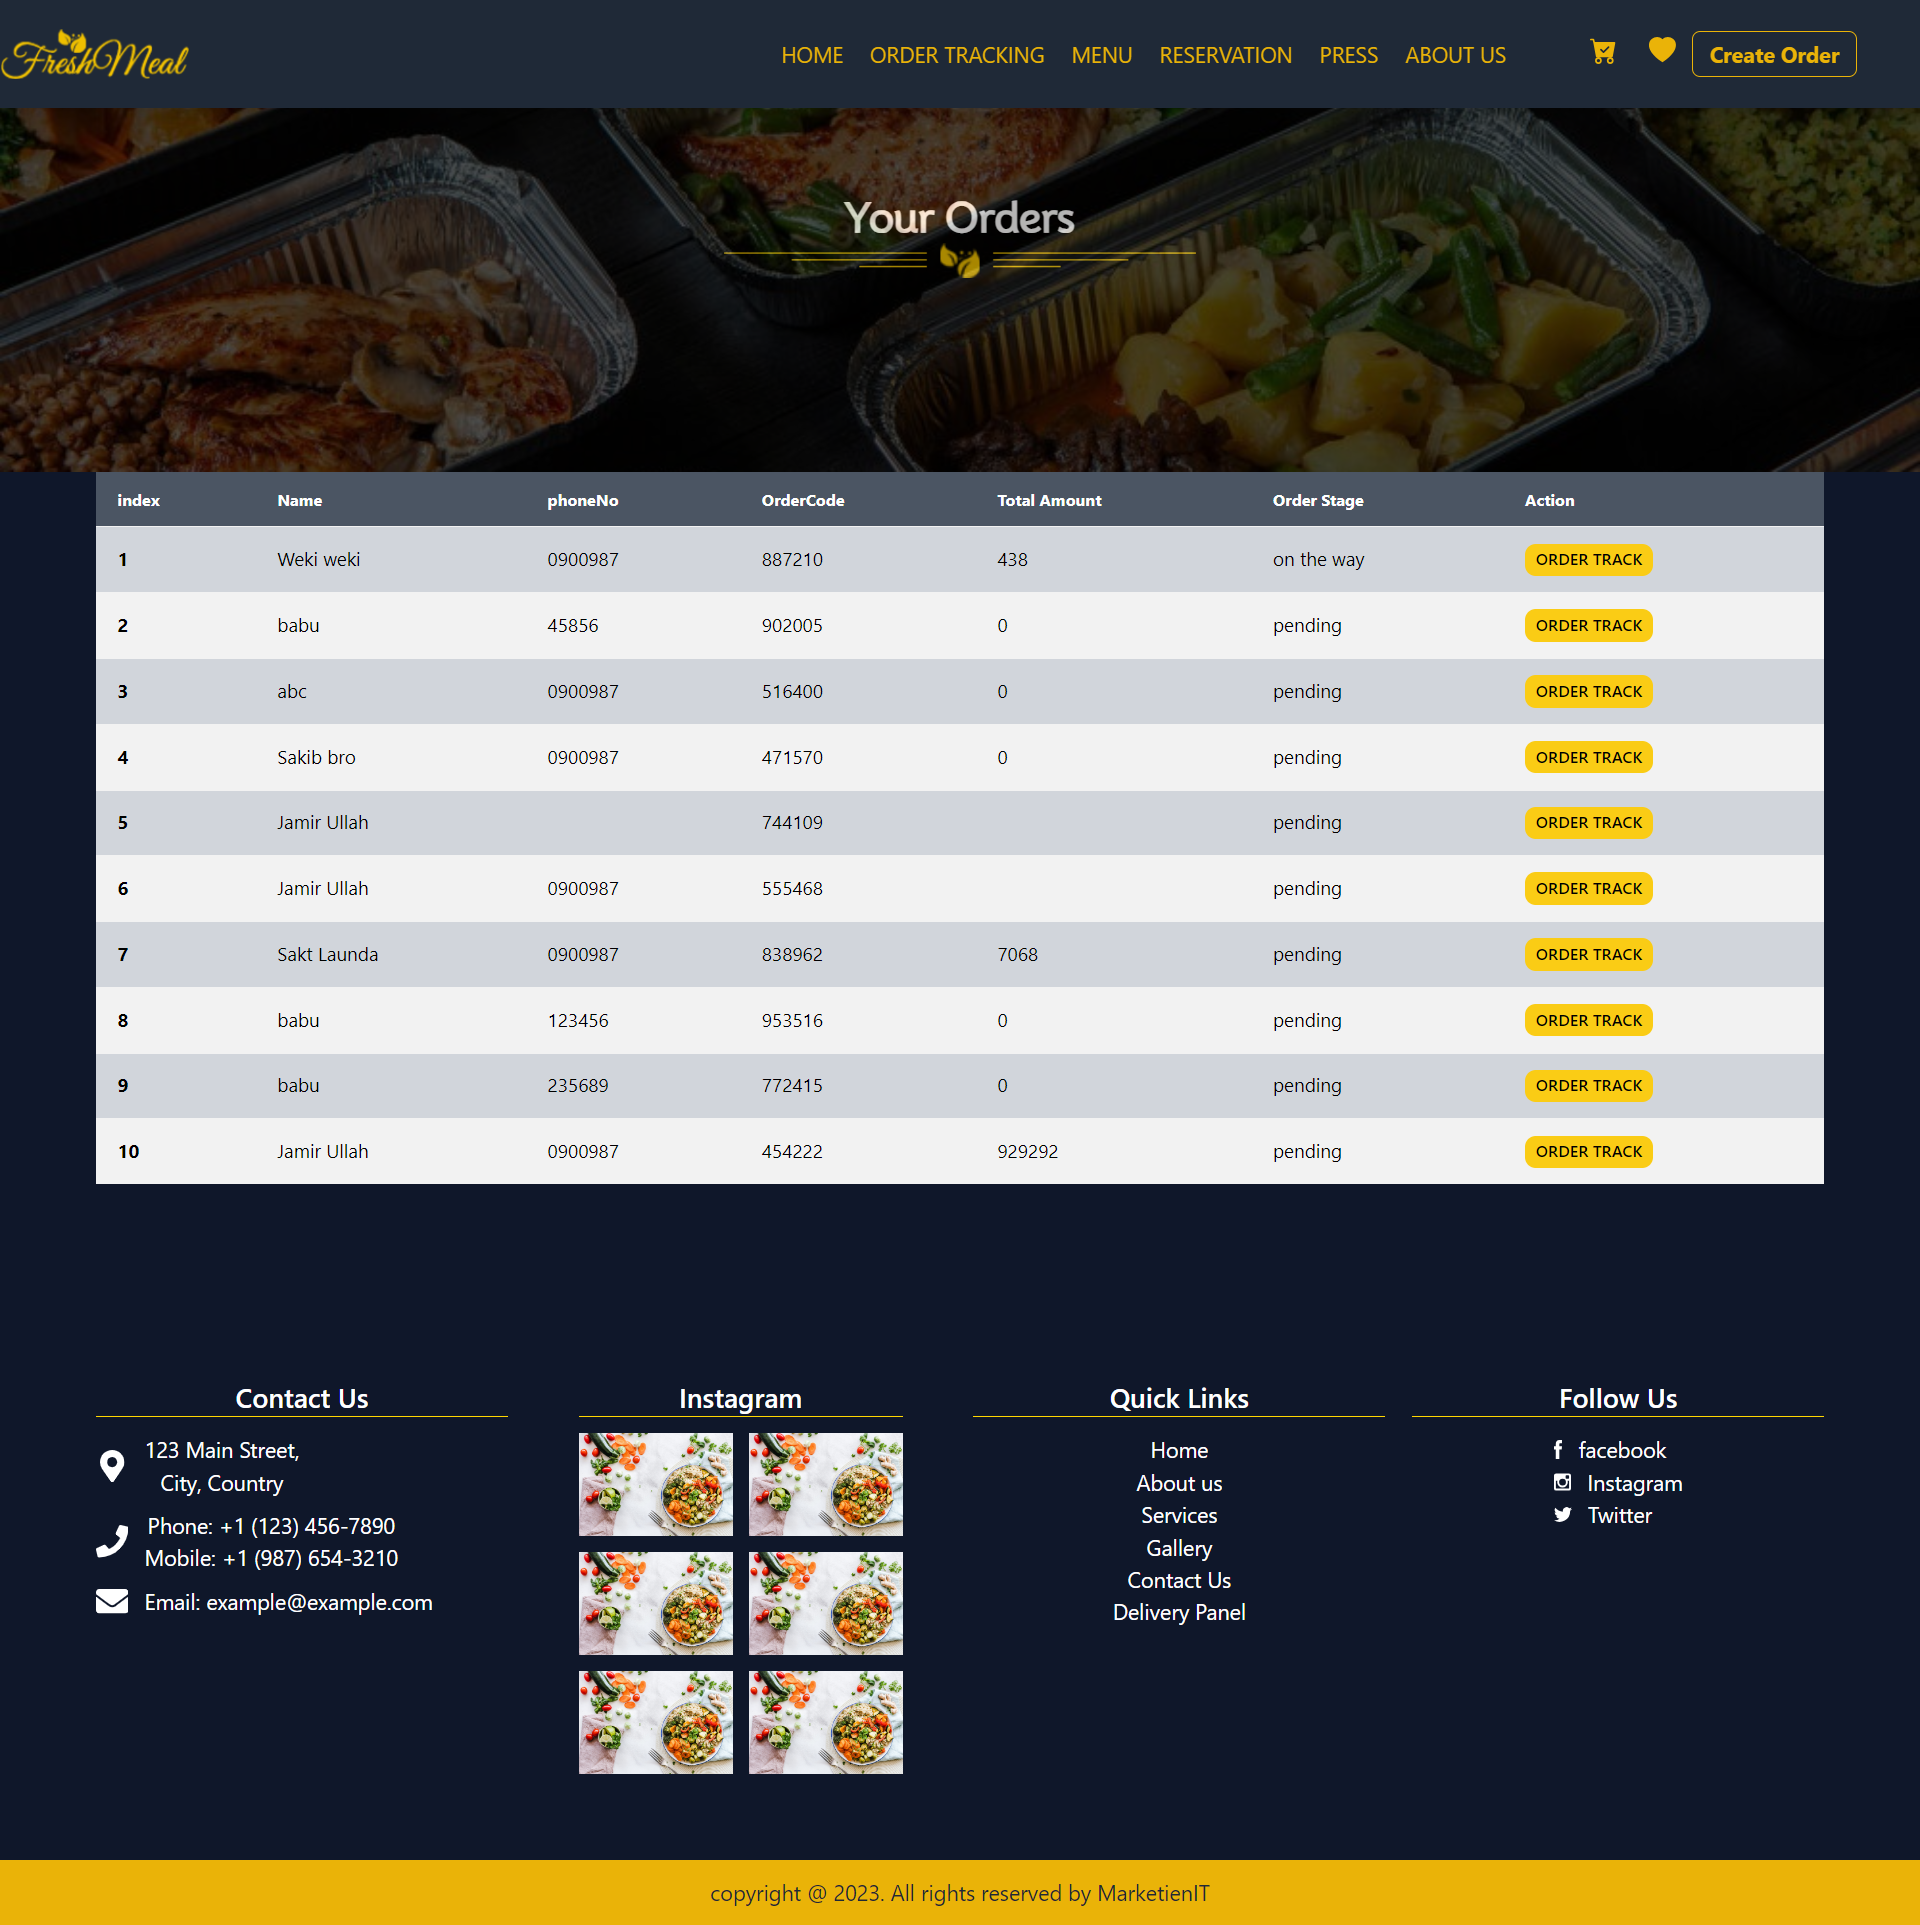 FreshMeal
HOME ORDER TRACKING MENU RESERVATION PRESS ABOUT US Create Order
Your Orders
index Name phoneNo OrderCode Total Amount Order Stage Action
1 Weki weki 0900987 887210 438 on the way ORDER TRACK
2 babu 45856 902005 0 pending ORDER TRACK
3 abc 0900987 516400 0 pending ORDER TRACK
4 Sakib bro 0900987 471570 0 pending ORDER TRACK
5 Jamir Ullah 744109 pending ORDER TRACK
6 Jamir Ullah 0900987 555468 pending ORDER TRACK
7 Sakt Launda 0900987 838962 7068 pending ORDER TRACK
8 babu 123456 953516 0 pending ORDER TRACK
9 babu 235689 772415 0 pending ORDER TRACK
10 Jamir Ullah 0900987 454222 929292 pending ORDER TRACK
Contact Us
123 Main Street,
City, Country
Phone: +1 (123) 456-7890
Mobile: +1 (987) 654-3210
Email: example@example.com
Instagram
Quick Links
Home
About us
Services
Gallery
Contact Us
Delivery Panel
Follow Us
facebook
Instagram
Twitter
copyright @ 2023. All rights reserved by MarketienIT